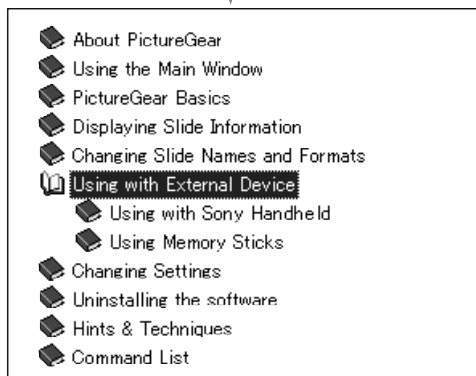 About PictureGear
Using the Main Window
PictureGear Basics
Displaying Slide Information
Changing Slide Names and Formats
Using with External Device
Using with Sony Handheld
Using Memory Sticks
Changing Settings
Uninstalling the software
Hints & Techniques
Command List